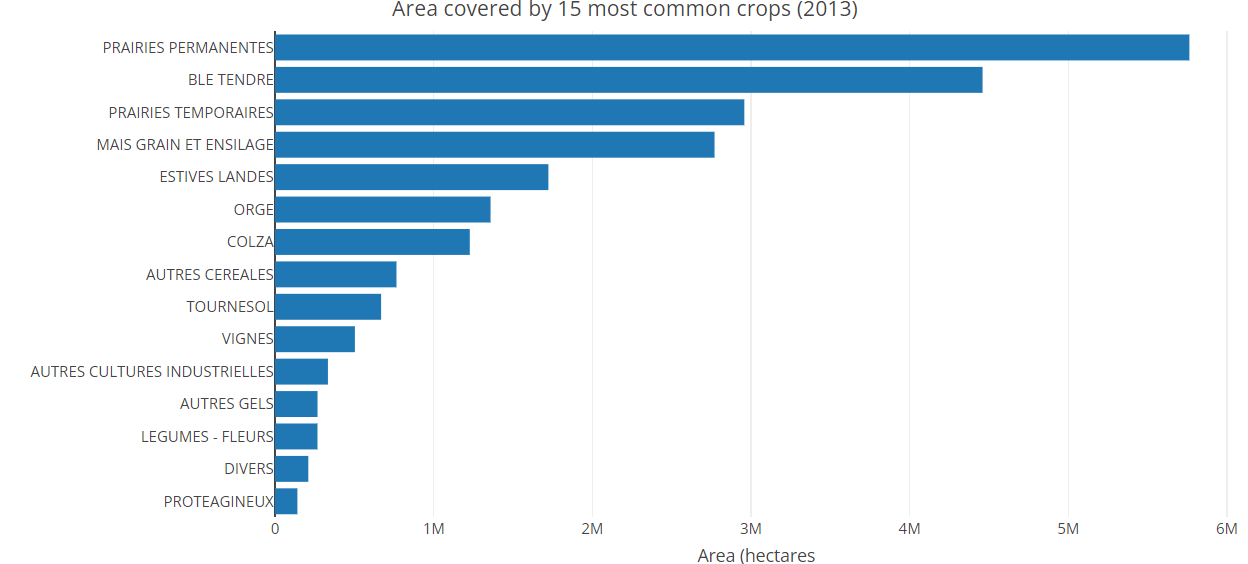 Area covered by 15 most common crops (2013)
PRAIRIES PERMANENTES
BLE TENDRE
PRAIRIES TEMPORAIRES
MAIS GRAIN ET ENSILAGE
ESTIVES LANDES
ORGE
COLZA
AUTRES CEREALES
TOURNESOL
VIGNES
AUTRES CULTURES INDUSTRIELLES
AUTRES GELS
LEGUMES - FLEURS
DIVERS
PROTEAGINEUX
0 1M 2M 3M 4M 5M 6M
Area (hectares